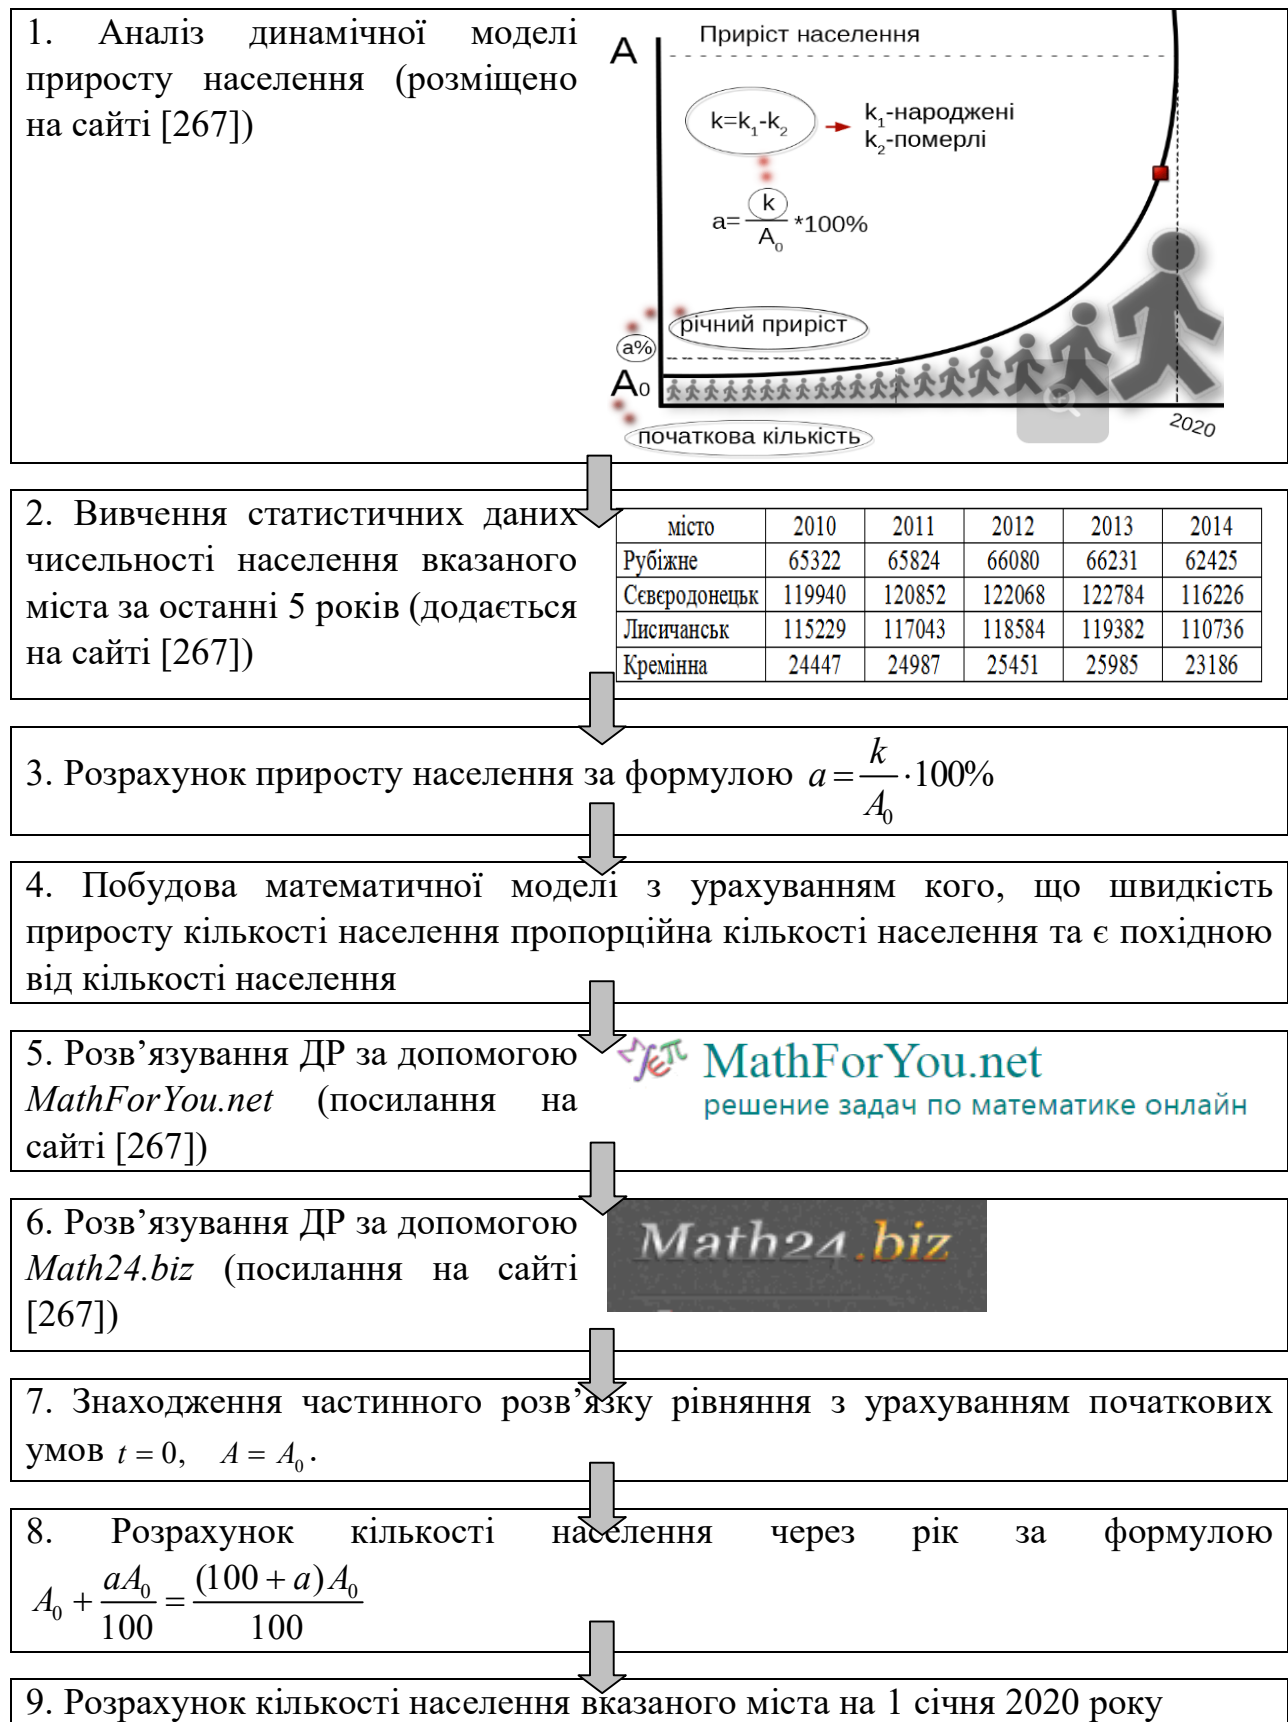 1. Аналіз динамічної моделі
приросту населення (розміщено
на сайті [267])
A
Приріст населення
k=k₁-k₂
k₁-народжені
k₂-померлі
a=k/A₀ *100%
річний приріст
a%
A₀
початкова кількість
2020
2. Вивчення статистичних даних
чисельності населення вказаного
міста за останні 5 років (додається
на сайті [267])
місто 2010 2011 2012 2013 2014
Рубіжне 65322 65824 66080 66231 62425
Сєвєродонецьк 119940 120852 122068 122784 116226
Лисичанськ 115229 117043 118584 119382 110736
Кремінна 24447 24987 25451 25985 23186
3. Розрахунок приросту населення за формулою a = k/A₀ · 100%
4. Побудова математичної моделі з урахуванням кого, що швидкість
приросту кількості населення пропорційна кількості населення та є похідною
від кількості населення
5. Розв’язування ДР за допомогою
MathForYou.net (посилання на
сайті [267])
MathForYou.net
решение задач по математике онлайн
6. Розв’язування ДР за допомогою
Math24.biz (посилання на сайті
[267])
Math24.biz
7. Знаходження частинного розв’язку рівняння з урахуванням початкових
умов t = 0, A = A₀.
8. Розрахунок кількості населення через рік за формулою
A₀ + aA₀/100 = (100 + a)A₀/100
9. Розрахунок кількості населення вказаного міста на 1 січня 2020 року